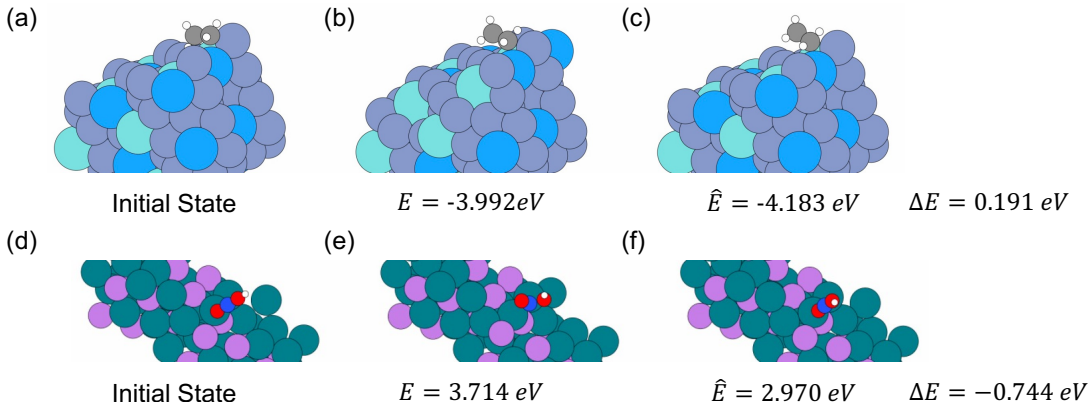 (a) (b) (c)
Initial State E = -3.992eV Ê = -4.183 eV ΔE = 0.191 eV
(d) (e) (f)
Initial State E = 3.714 eV Ê = 2.970 eV ΔE = −0.744 eV